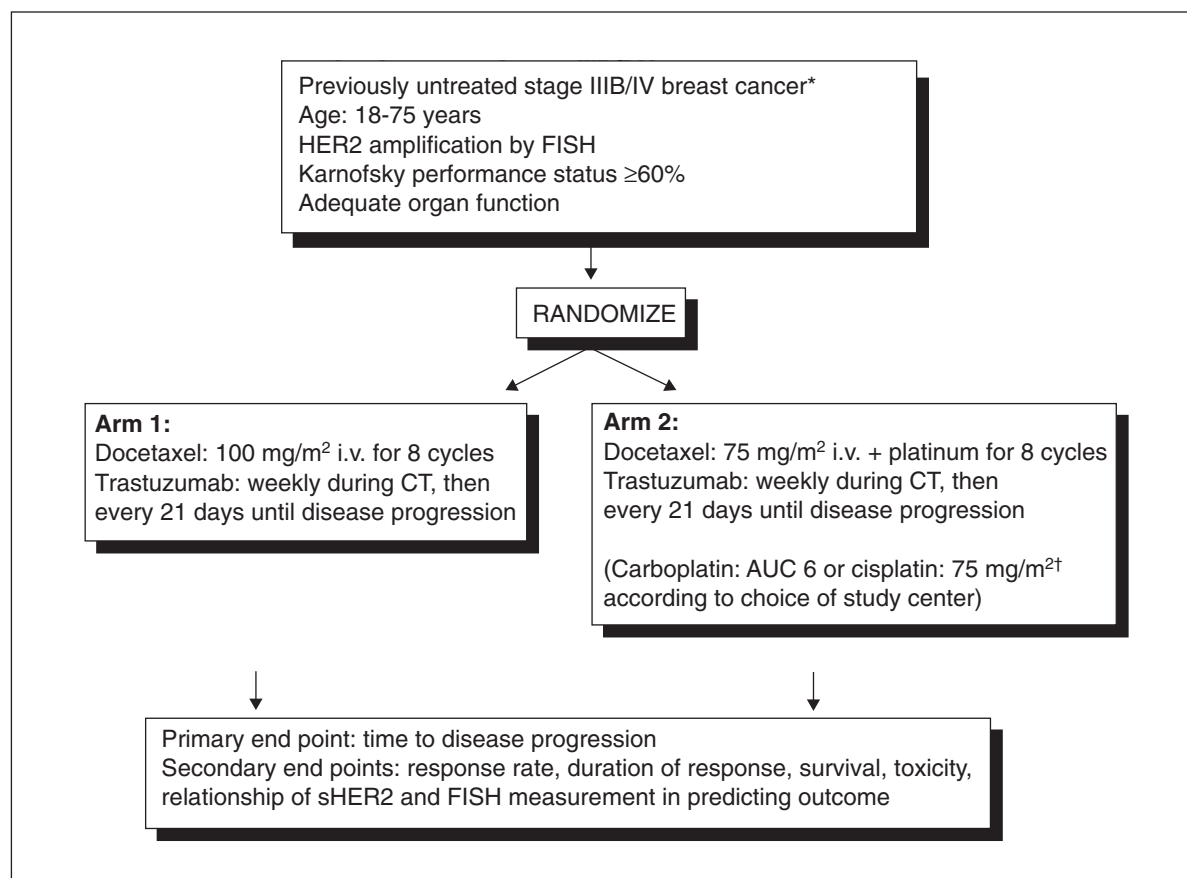 Previously untreated stage IIIB/IV breast cancer*
Age: 18-75 years
HER2 amplification by FISH
Karnofsky performance status ≥60%
Adequate organ function
RANDOMIZE
Arm 1:
Docetaxel: 100 mg/m² i.v. for 8 cycles
Trastuzumab: weekly during CT, then
every 21 days until disease progression
Arm 2:
Docetaxel: 75 mg/m² i.v. + platinum for 8 cycles
Trastuzumab: weekly during CT, then
every 21 days until disease progression
(Carboplatin: AUC 6 or cisplatin: 75 mg/m²†
according to choice of study center)
Primary end point: time to disease progression
Secondary end points: response rate, duration of response, survival, toxicity,
relationship of sHER2 and FISH measurement in predicting outcome